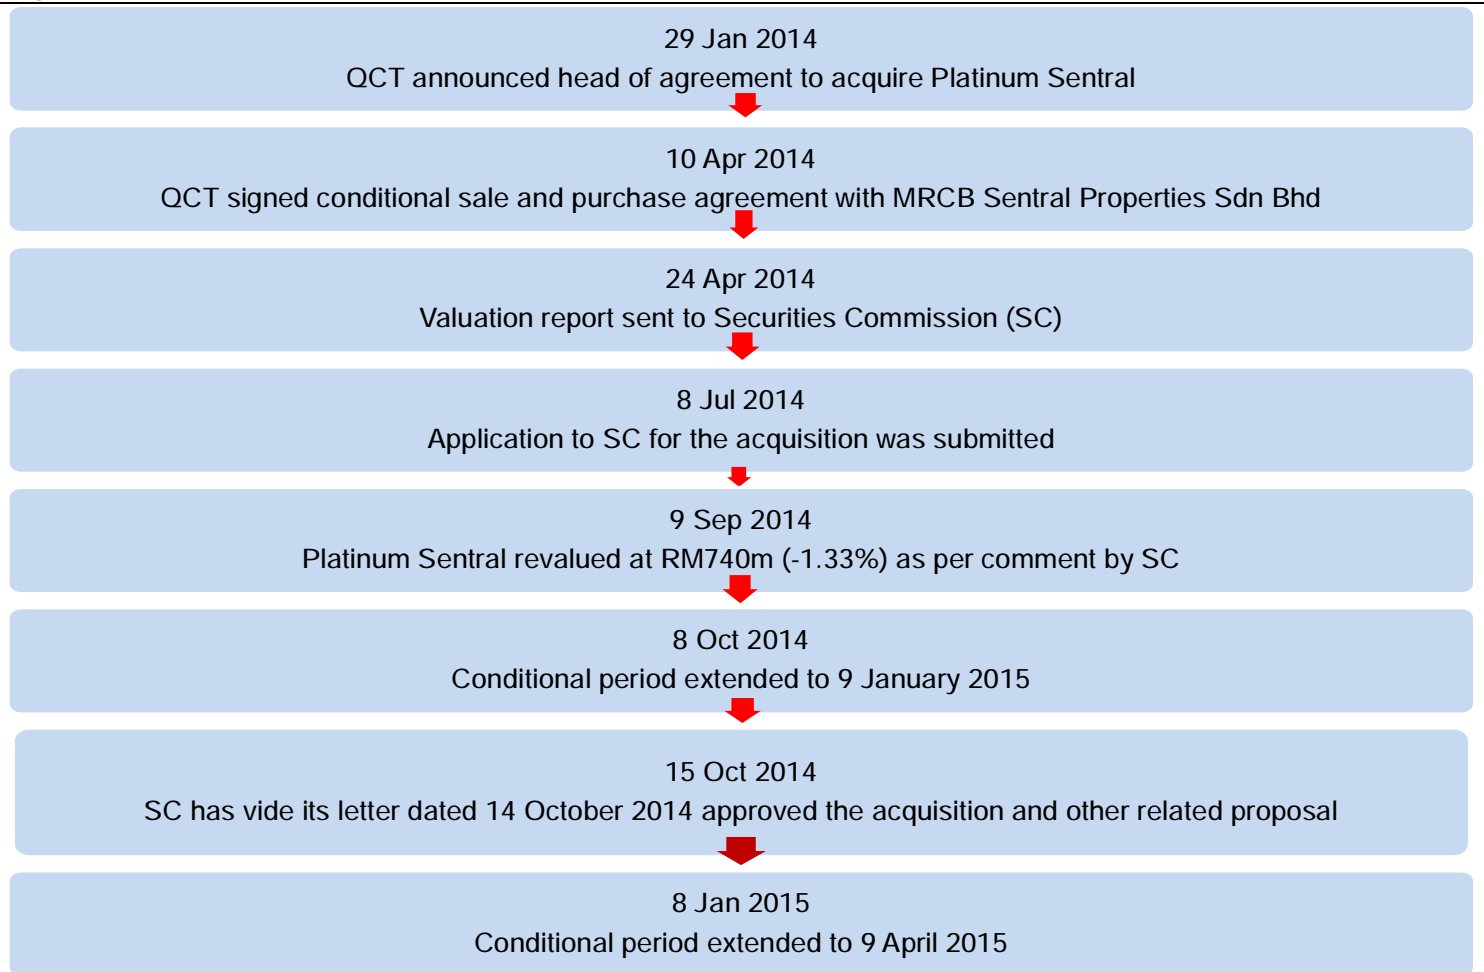 29 Jan 2014
QCT announced head of agreement to acquire Platinum Sentral
10 Apr 2014
QCT signed conditional sale and purchase agreement with MRCB Sentral Properties Sdn Bhd
24 Apr 2014
Valuation report sent to Securities Commission (SC)
8 Jul 2014
Application to SC for the acquisition was submitted
9 Sep 2014
Platinum Sentral revalued at RM740m (-1.33%) as per comment by SC
8 Oct 2014
Conditional period extended to 9 January 2015
15 Oct 2014
SC has vide its letter dated 14 October 2014 approved the acquisition and other related proposal
8 Jan 2015
Conditional period extended to 9 April 2015